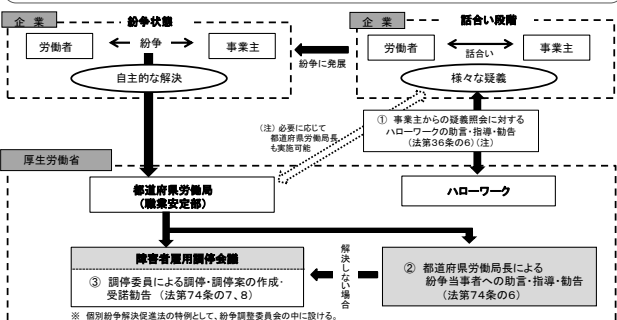 企 業
紛争状態
労働者
紛争
事業主
自主的な解決
紛争に発展
企 業
話合い段階
労働者
話合い
事業主
様々な疑義
(注) 必要に応じて
都道府県労働局長
も実施可能
① 事業主からの疑義照会に対する
ハローワークの助言・指導・勧告
(法第36条の6)(注)
厚生労働省
都道府県労働局
(職業安定部)
ハローワーク
障害者雇用調停会議
③ 調停委員による調停・調停案の作成・
受諾勧告 (法第74条の7、8)
解決しない場合
② 都道府県労働局長による
紛争当事者への助言・指導・勧告
(法第74条の6)
※ 個別紛争解決促進法の特例として、紛争調整委員会の中に設ける。